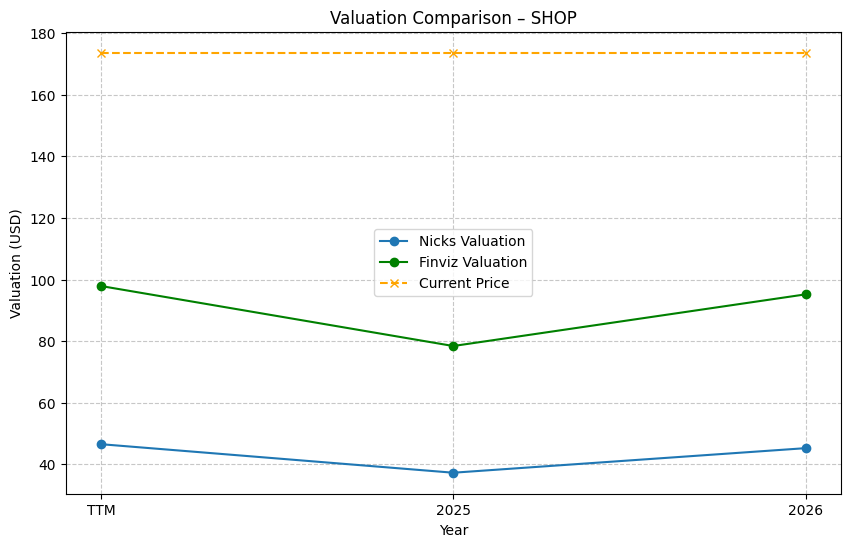 Valuation Comparison – SHOP
Valuation (USD)
180
160
140
120
100
80
60
40
Nicks Valuation
Finviz Valuation
Current Price
TTM
2025
2026
Year